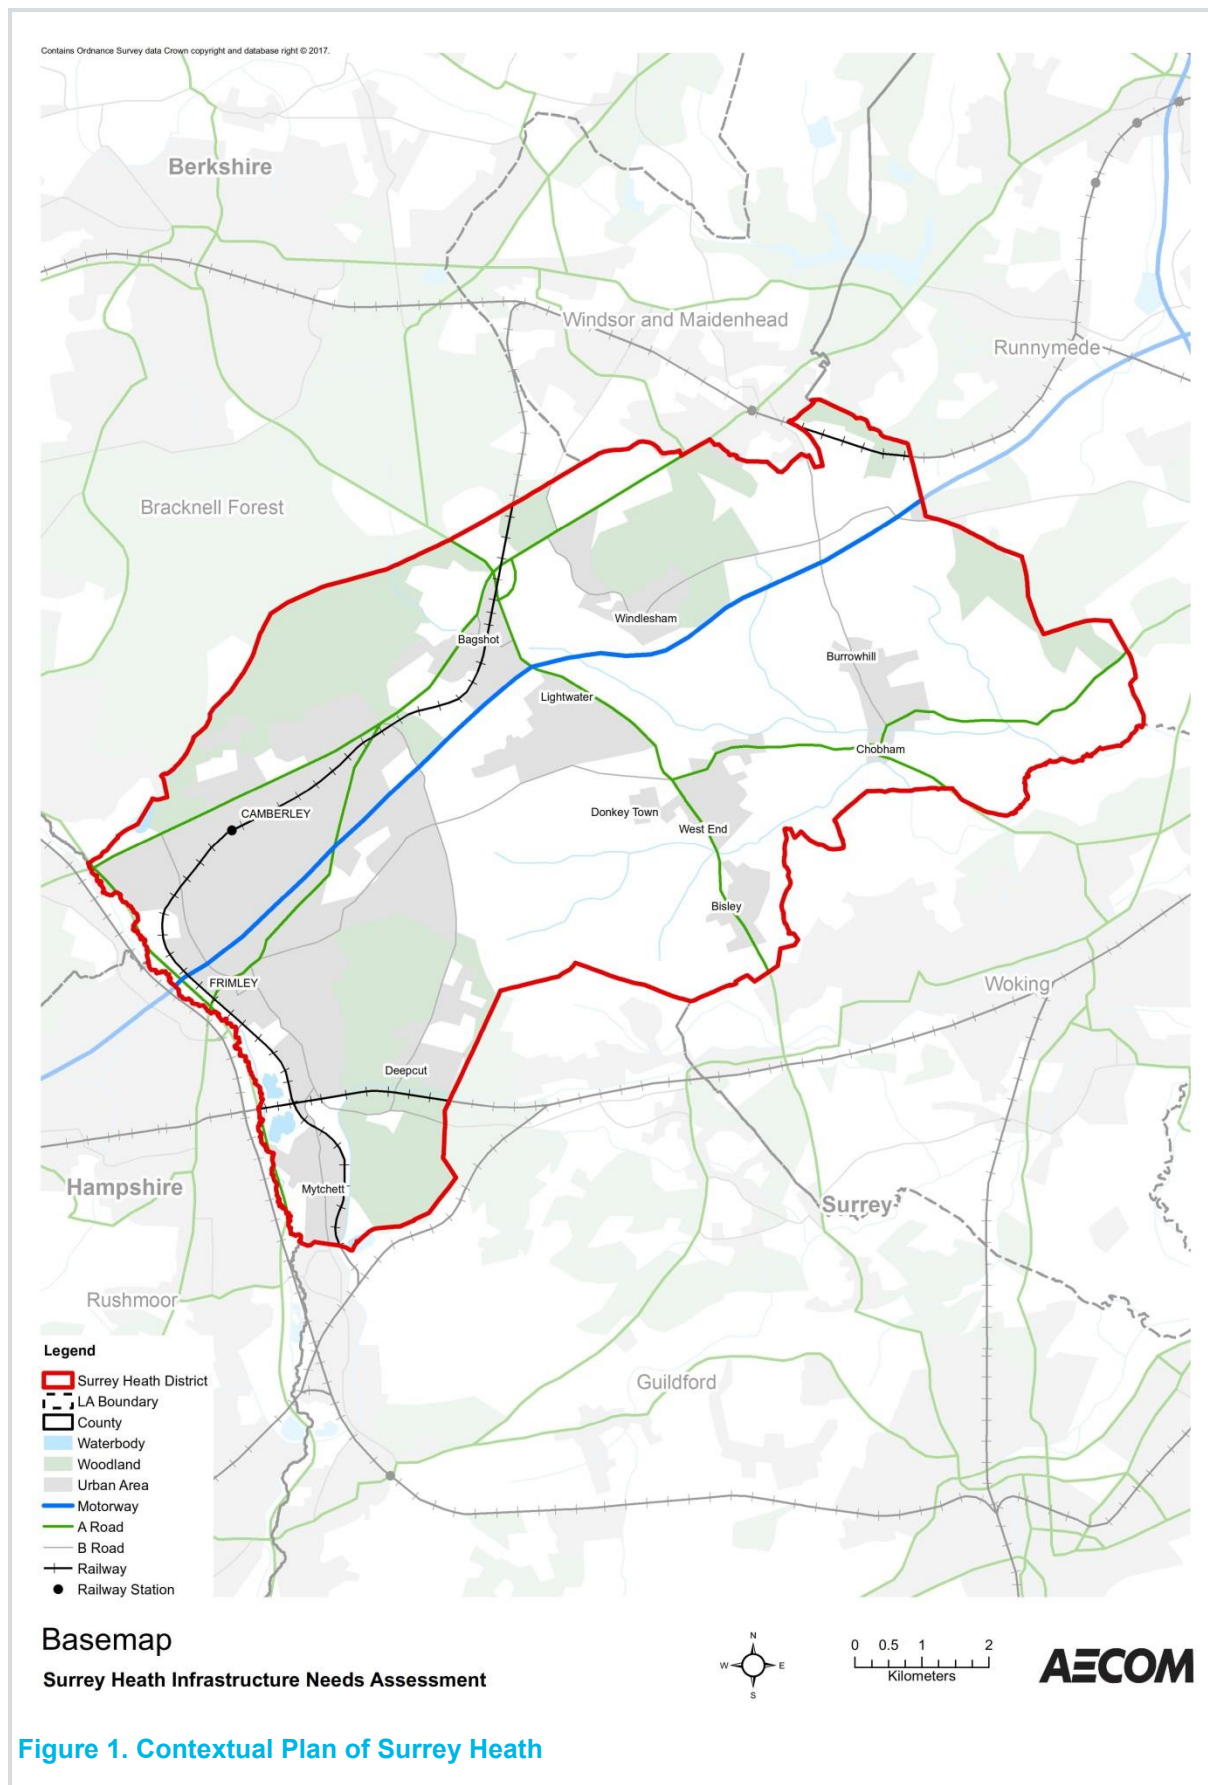 Contains Ordnance Survey data Crown copyright and database right © 2017.
Berkshire
Windsor and Maidenhead
Runnymede
Bracknell Forest
Windlesham
Bagshot
Burrowhill
Lightwater
Chobham
CAMBERLEY
Donkey Town
West End
Bisley
FRIMLEY
Woking
Deepcut
Hampshire
Mytchett
Surrey
Rushmoor
Guildford
Legend
Surrey Heath District
LA Boundary
County
Waterbody
Woodland
Urban Area
Motorway
A Road
B Road
Railway
Railway Station
Basemap
Surrey Heath Infrastructure Needs Assessment
N
W E
S
0 0.5 1 2
Kilometers
AECOM
Figure 1. Contextual Plan of Surrey Heath